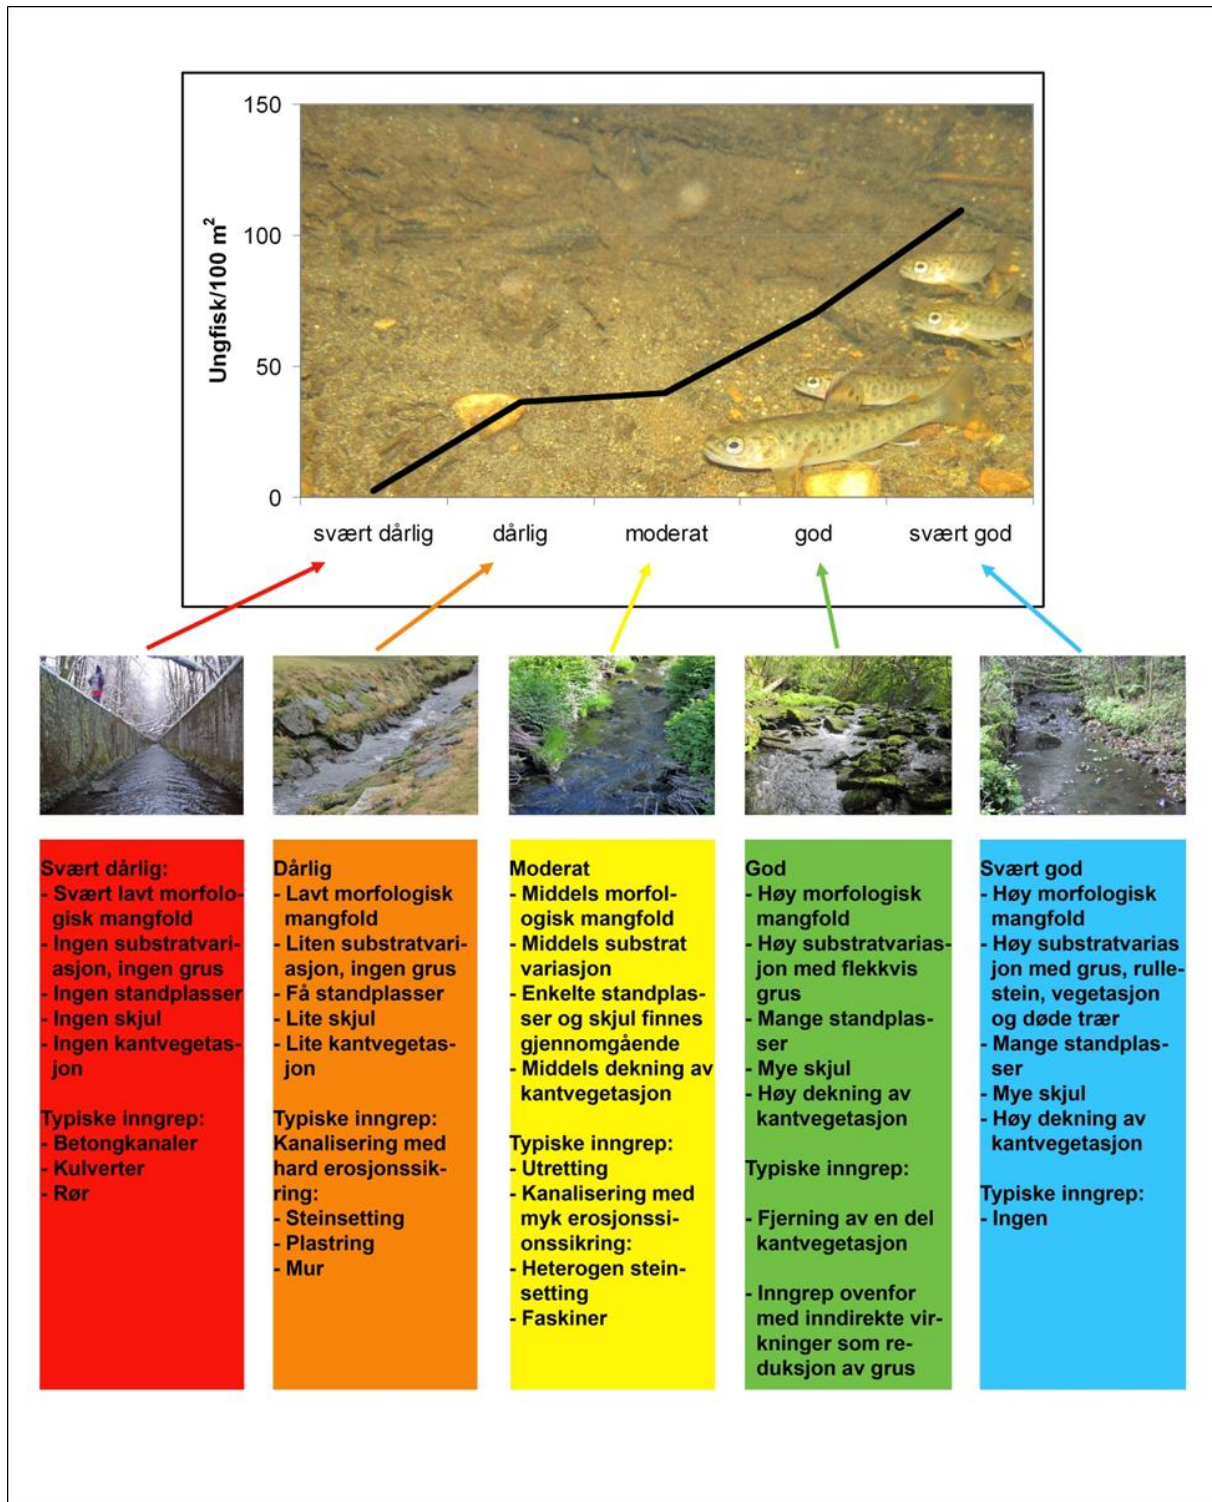 150
100
50
0
Ungfisk/100 m²
svært dårlig
dårlig
moderat
god
svært god
Svært dårlig:
- Svært lavt morfolo-
gisk mangfold
- Ingen substratvari-
asjon, ingen grus
- Ingen standplasser
- Ingen skjul
- Ingen kantvegetas-
jon
Typiske inngrep:
- Betongkanaler
- Kulverter
- Rør
Dårlig
- Lavt morfologisk
mangfold
- Liten substratvari-
asjon, ingen grus
- Få standplasser
- Lite skjul
- Lite kantvegetas-
jon
Typiske inngrep:
Kanalisering med
hard erosjonssik-
ring:
- Steinsetting
- Plastring
- Mur
Moderat
- Middels morfol-
ogisk mangfold
- Middels substrat
variasjon
- Enkelte standplas-
ser og skjul finnes
gjennomgående
- Middels dekning av
kantvegetasjon
Typiske inngrep:
- Utretting
- Kanalisering med
myk erosjonssi-
onssikring:
- Heterogen stein-
setting
- Faskiner
God
- Høy morfologisk
mangfold
- Høy substratvarias-
jon med flekkvis
grus
- Mange standplas-
ser
- Mye skjul
- Høy dekning av
kantvegetasjon
Typiske inngrep:
- Fjerning av en del
kantvegetasjon
- Inngrep ovenfor
med inndirekte vir-
kninger som re-
duksjon av grus
Svært god
- Høy morfologisk
mangfold
- Høy substratvarias
jon med grus, rulle-
stein, vegetasjon
og døde trær
- Mange standplas-
ser
- Mye skjul
- Høy dekning av
kantvegetasjon
Typiske inngrep:
- Ingen